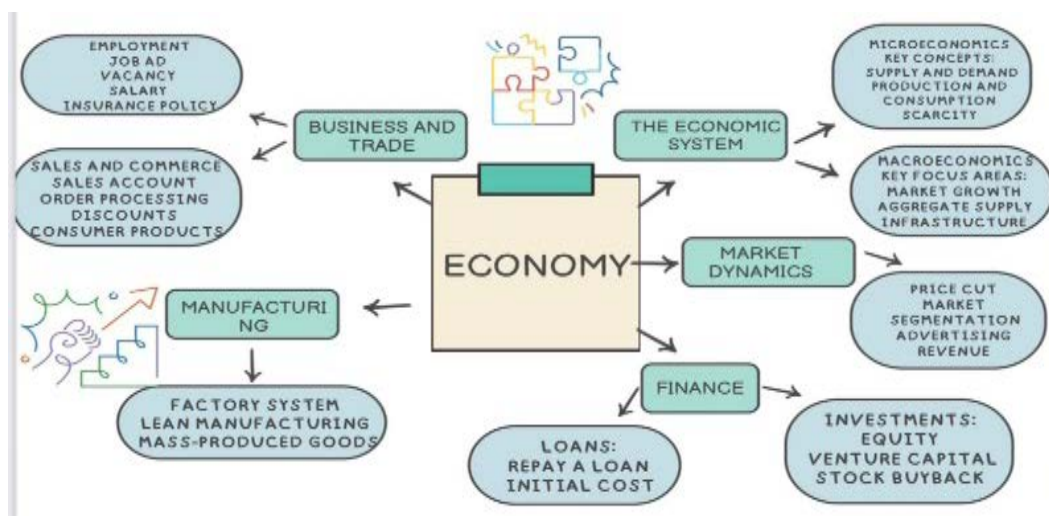 EMPLOYMENT
JOB AD
VACANCY
SALARY
INSURANCE POLICY
BUSINESS AND
TRADE
SALES AND COMMERCE
SALES ACCOUNT
ORDER PROCESSING
DISCOUNTS
CONSUMER PRODUCTS
THE ECONOMIC
SYSTEM
MICROECONOMICS
KEY CONCEPTS:
SUPPLY AND DEMAND
PRODUCTION AND
CONSUMPTION
SCARCITY
MACROECONOMICS
KEY FOCUS AREAS:
MARKET GROWTH
AGGREGATE SUPPLY
INFRASTRUCTURE
ECONOMY
MARKET
DYNAMICS
PRICE CUT
MARKET
SEGMENTATION
ADVERTISING
REVENUE
MANUFACTURI
NG
FACTORY SYSTEM
LEAN MANUFACTURING
MASS-PRODUCED GOODS
FINANCE
LOANS:
REPAY A LOAN
INITIAL COST
INVESTMENTS:
EQUITY
VENTURE CAPITAL
STOCK BUYBACK